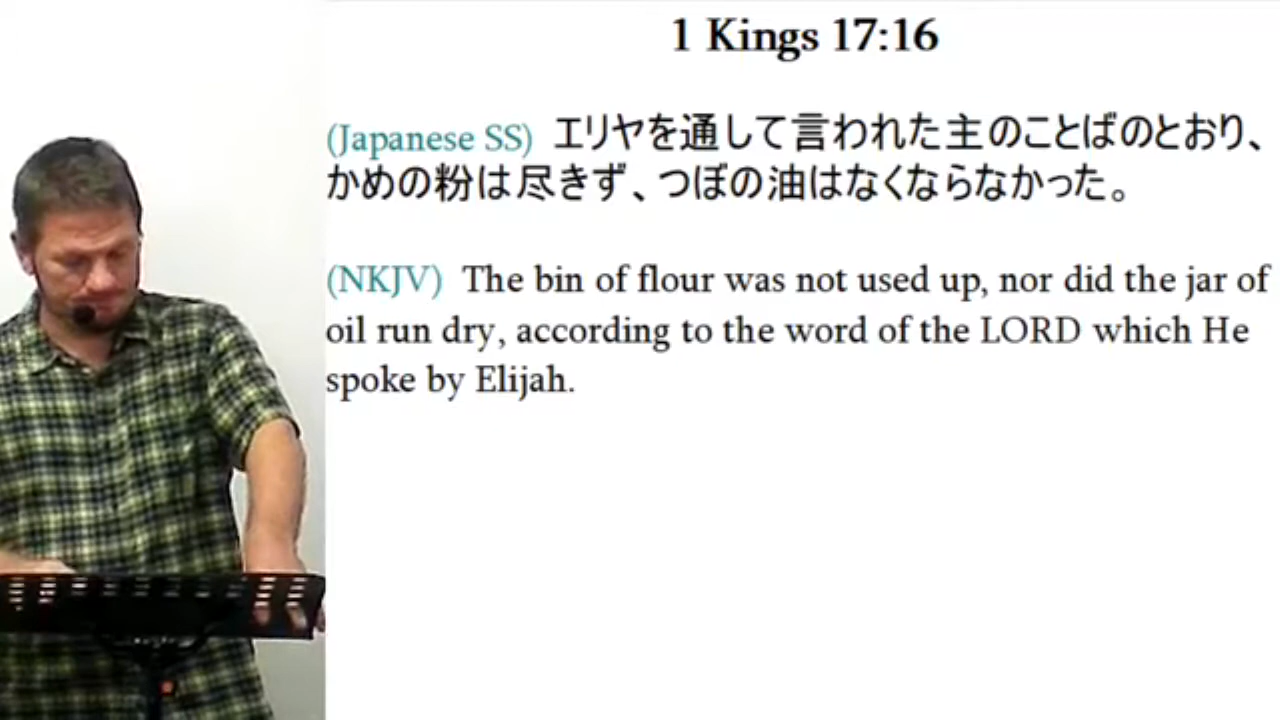 1 Kings 17:16
(Japanese SS) エリヤを通して言われた主のことばのとおり、
かめの粉は尽きず、つぼの油はなくならなかった。
(NKJV) The bin of flour was not used up, nor did the jar of
oil run dry, according to the word of the LORD which He
spoke by Elijah.